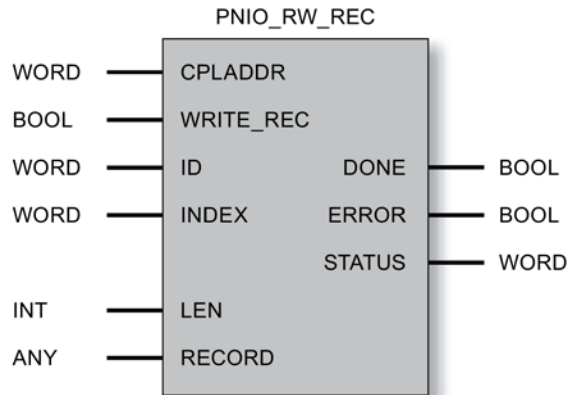 PNIO_RW_REC
WORD CPLADDR
BOOL WRITE_REC
WORD ID DONE BOOL
WORD INDEX ERROR BOOL
STATUS WORD
INT LEN
ANY RECORD